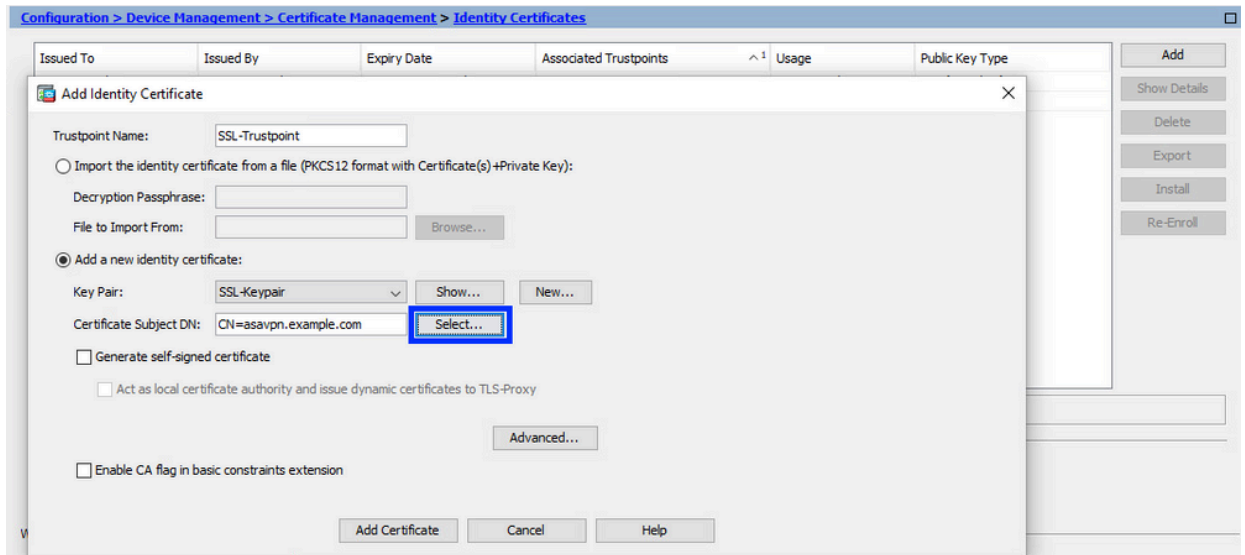 Configuration > Device Management > Certificate Management > Identity Certificates
Issued To Issued By Expiry Date Associated Trustpoints 1 Usage Public Key Type
Add
Show Details
Delete
Export
Install
Re-Enroll
Add Identity Certificate
Trustpoint Name: SSL-Trustpoint
Import the identity certificate from a file (PKCS12 format with Certificate(s)+Private Key):
Decryption Passphrase:
File to Import From: Browse...
Add a new identity certificate:
Key Pair: SSL-Keypair Show... New...
Certificate Subject DN: CN=asavpn.example.com Select...
Generate self-signed certificate
Act as local certificate authority and issue dynamic certificates to TLS-Proxy
Advanced...
Enable CA flag in basic constraints extension
Add Certificate Cancel Help